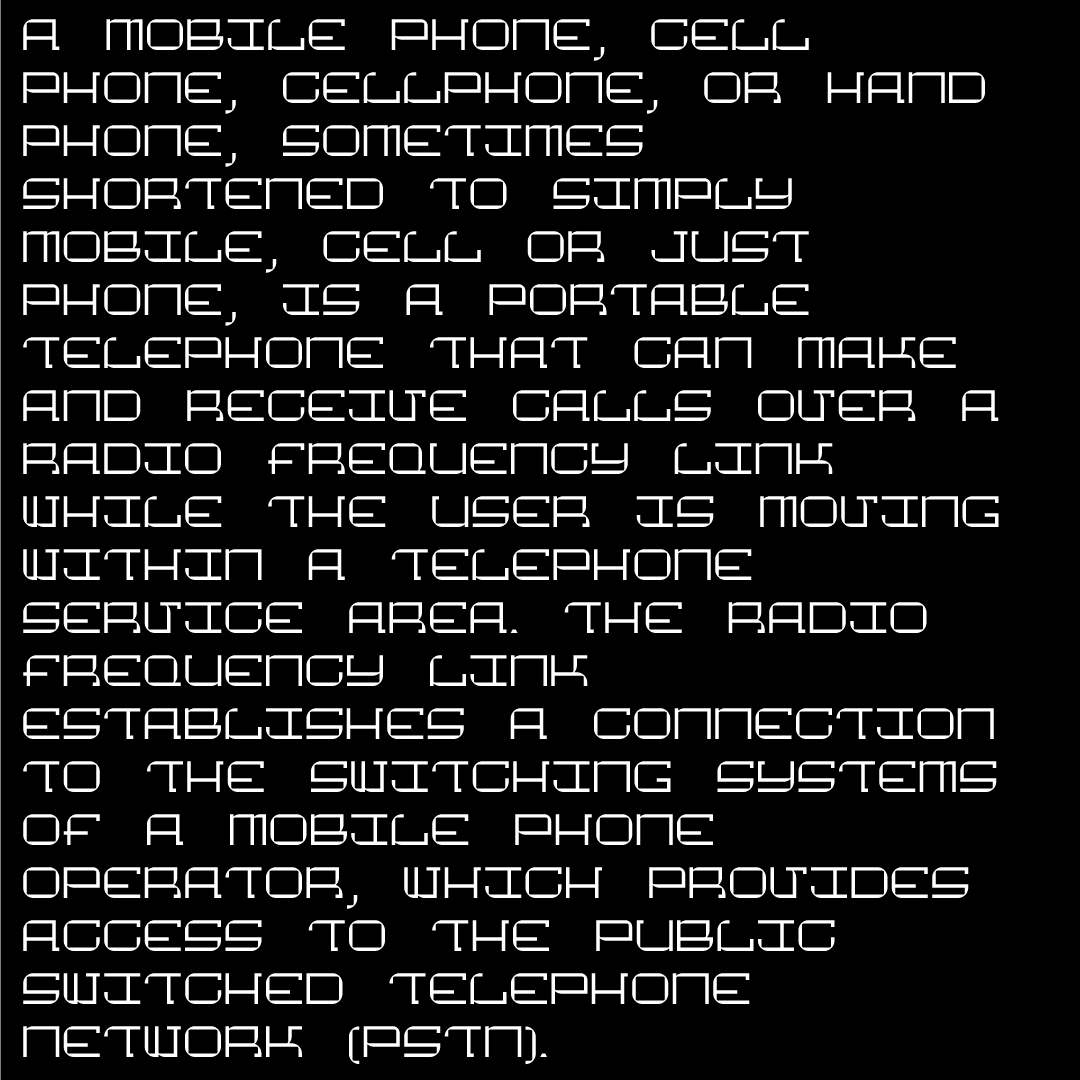 A MOBILE PHONE, CELL
PHONE, CELLPHONE, OR HAND
PHONE, SOMETIMES
SHORTENED TO SIMPLY
MOBILE, CELL OR JUST
PHONE, IS A PORTABLE
TELEPHONE THAT CAN MAKE
AND RECEIVE CALLS OVER A
RADIO FREQUENCY LINK
WHILE THE USER IS MOVING
WITHIN A TELEPHONE
SERVICE AREA. THE RADIO
FREQUENCY LINK
ESTABLISHES A CONNECTION
TO THE SWITCHING SYSTEMS
OF A MOBILE PHONE
OPERATOR, WHICH PROVIDES
ACCESS TO THE PUBLIC
SWITCHED TELEPHONE
NETWORK (PSTN).